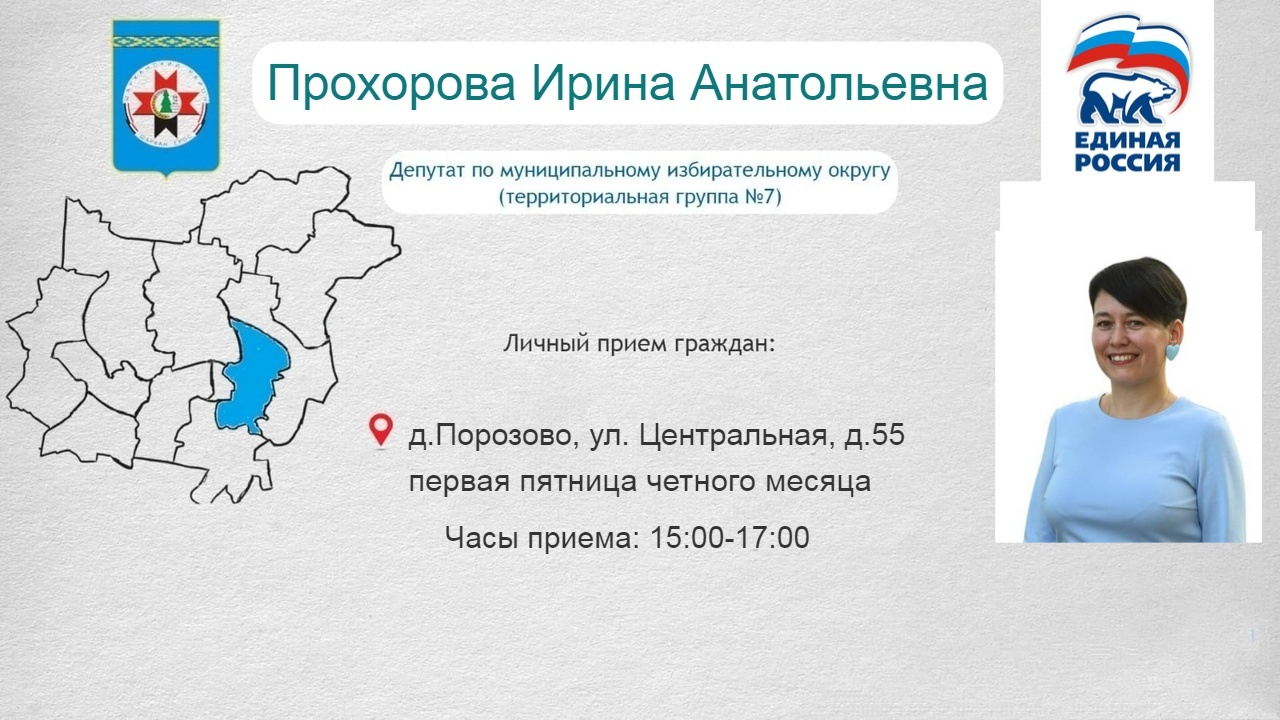 Прохорова Ирина Анатольевна
ЕДИНАЯ
РОССИЯ
Депутат по муниципальному избирательному округу
(территориальная группа №7)
Личный прием граждан:
д.Порозово, ул. Центральная, д.55
первая пятница четного месяца
Часы приема: 15:00-17:00